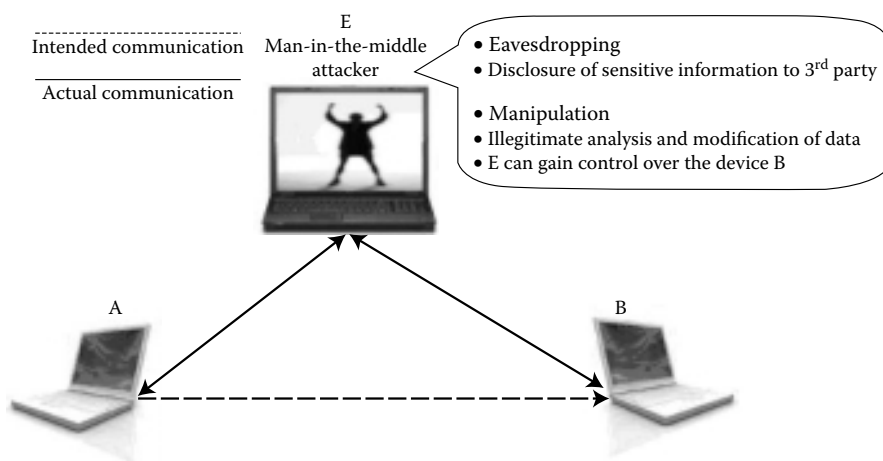 E
Man-in-the-middle
attacker
Intended communication
Actual communication
• Eavesdropping
• Disclosure of sensitive information to 3rd party
• Manipulation
• Illegitimate analysis and modification of data
• E can gain control over the device B
A
B